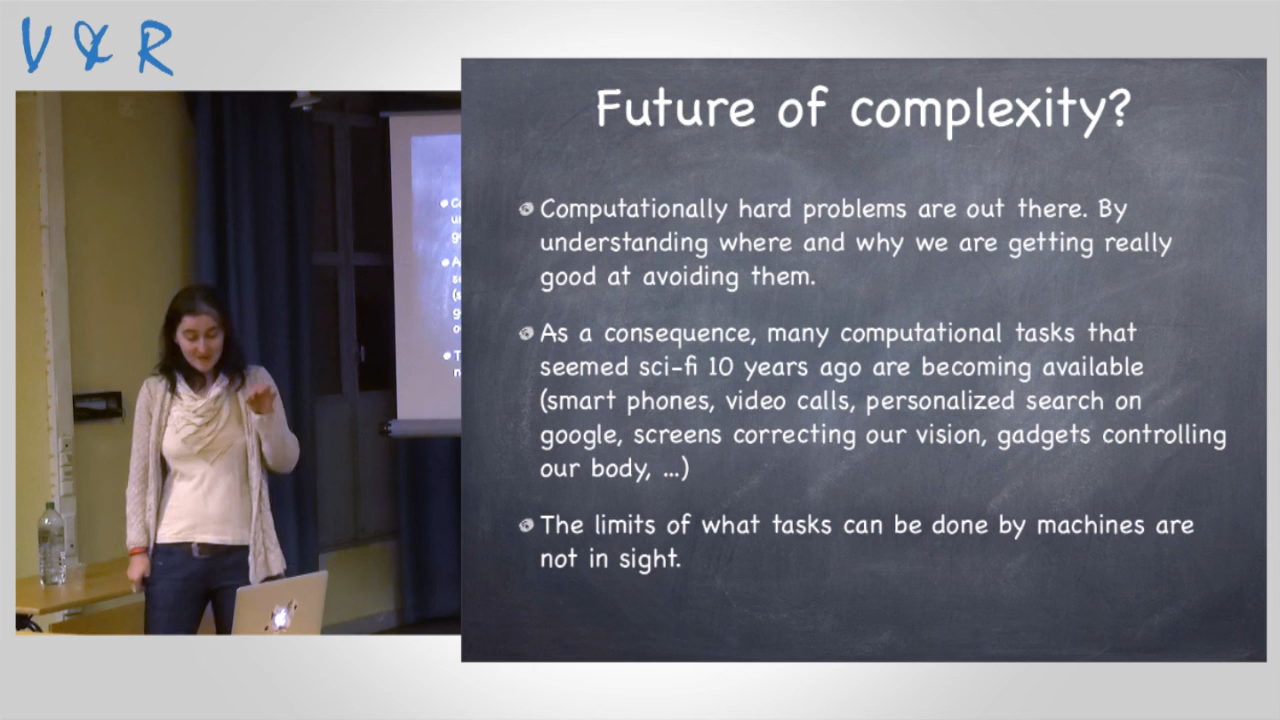 V & R
Future of complexity?
Computationally hard problems are out there. By
understanding where and why we are getting really
good at avoiding them.
As a consequence, many computational tasks that
seemed sci-fi 10 years ago are becoming available
(smart phones, video calls, personalized search on
google, screens correcting our vision, gadgets controlling
our body, ...)
The limits of what tasks can be done by machines are
not in sight.